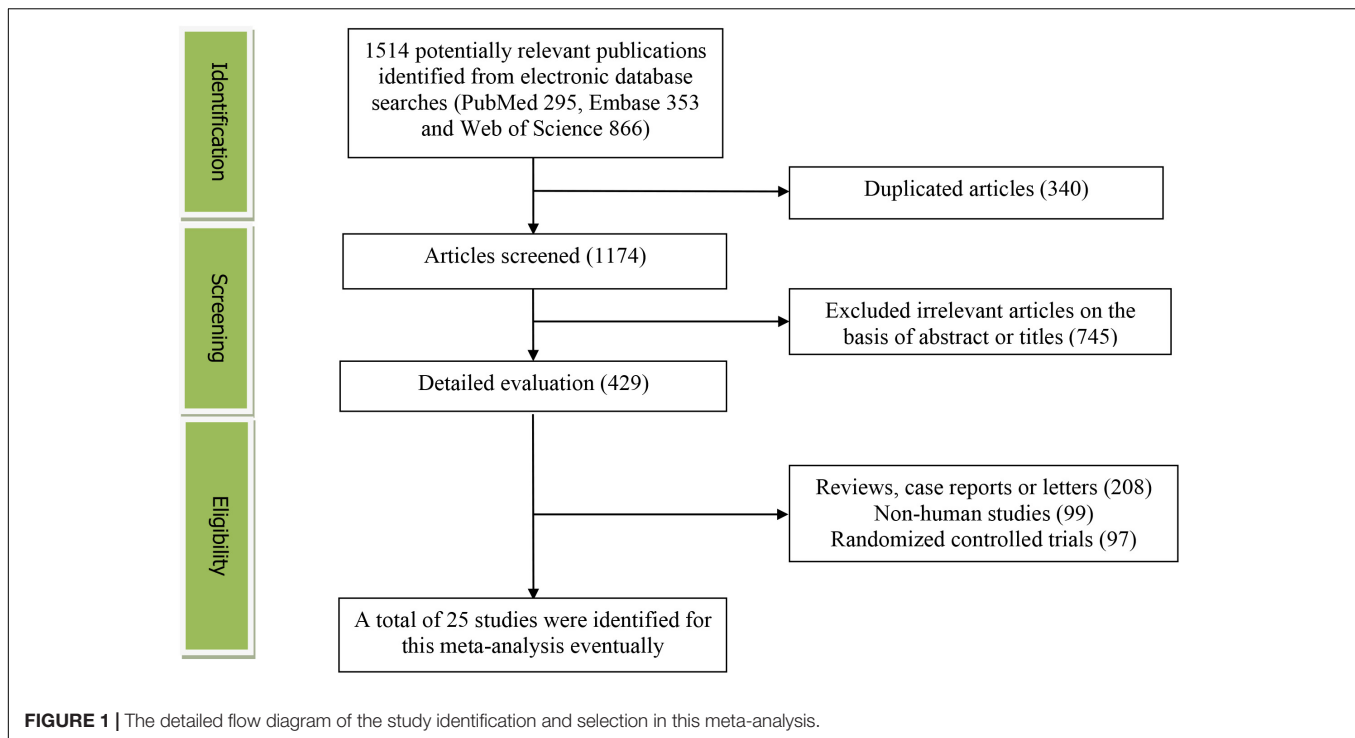 Identification
1514 potentially relevant publications
identified from electronic database
searches (PubMed 295, Embase 353
and Web of Science 866)
Duplicated articles (340)
Screening
Articles screened (1174)
Excluded irrelevant articles on the
basis of abstract or titles (745)
Detailed evaluation (429)
Eligibility
Reviews, case reports or letters (208)
Non-human studies (99)
Randomized controlled trials (97)
A total of 25 studies were identified for
this meta-analysis eventually
FIGURE 1 | The detailed flow diagram of the study identification and selection in this meta-analysis.